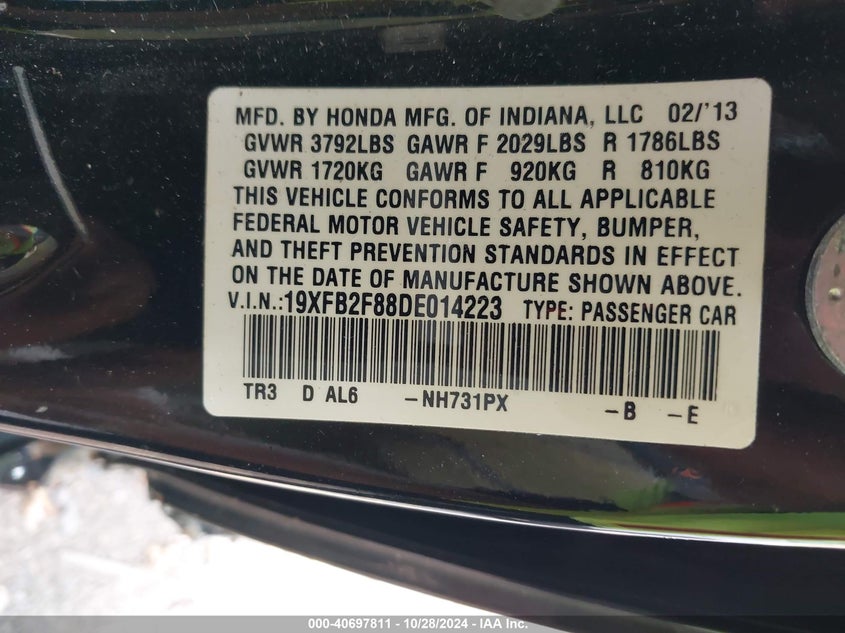 MFD. BY HONDA MFG. OF INDIANA, LLC 02/'13
GVWR 3792LBS GAWR F 2029LBS R 1786LBS
GVWR 1720KG GAWR F 920KG R 810KG
THIS VEHICLE CONFORMS TO ALL APPLICABLE
FEDERAL MOTOR VEHICLE SAFETY, BUMPER,
AND THEFT PREVENTION STANDARDS IN EFFECT
ON THE DATE OF MANUFACTURE SHOWN ABOVE.
V.I.N.:19XFB2F88DE014223 TYPE: PASSENGER CAR
TR3 D AL6 -NH731PX -B -E
000-40697811 | 10/28/2024 | IAA Inc.